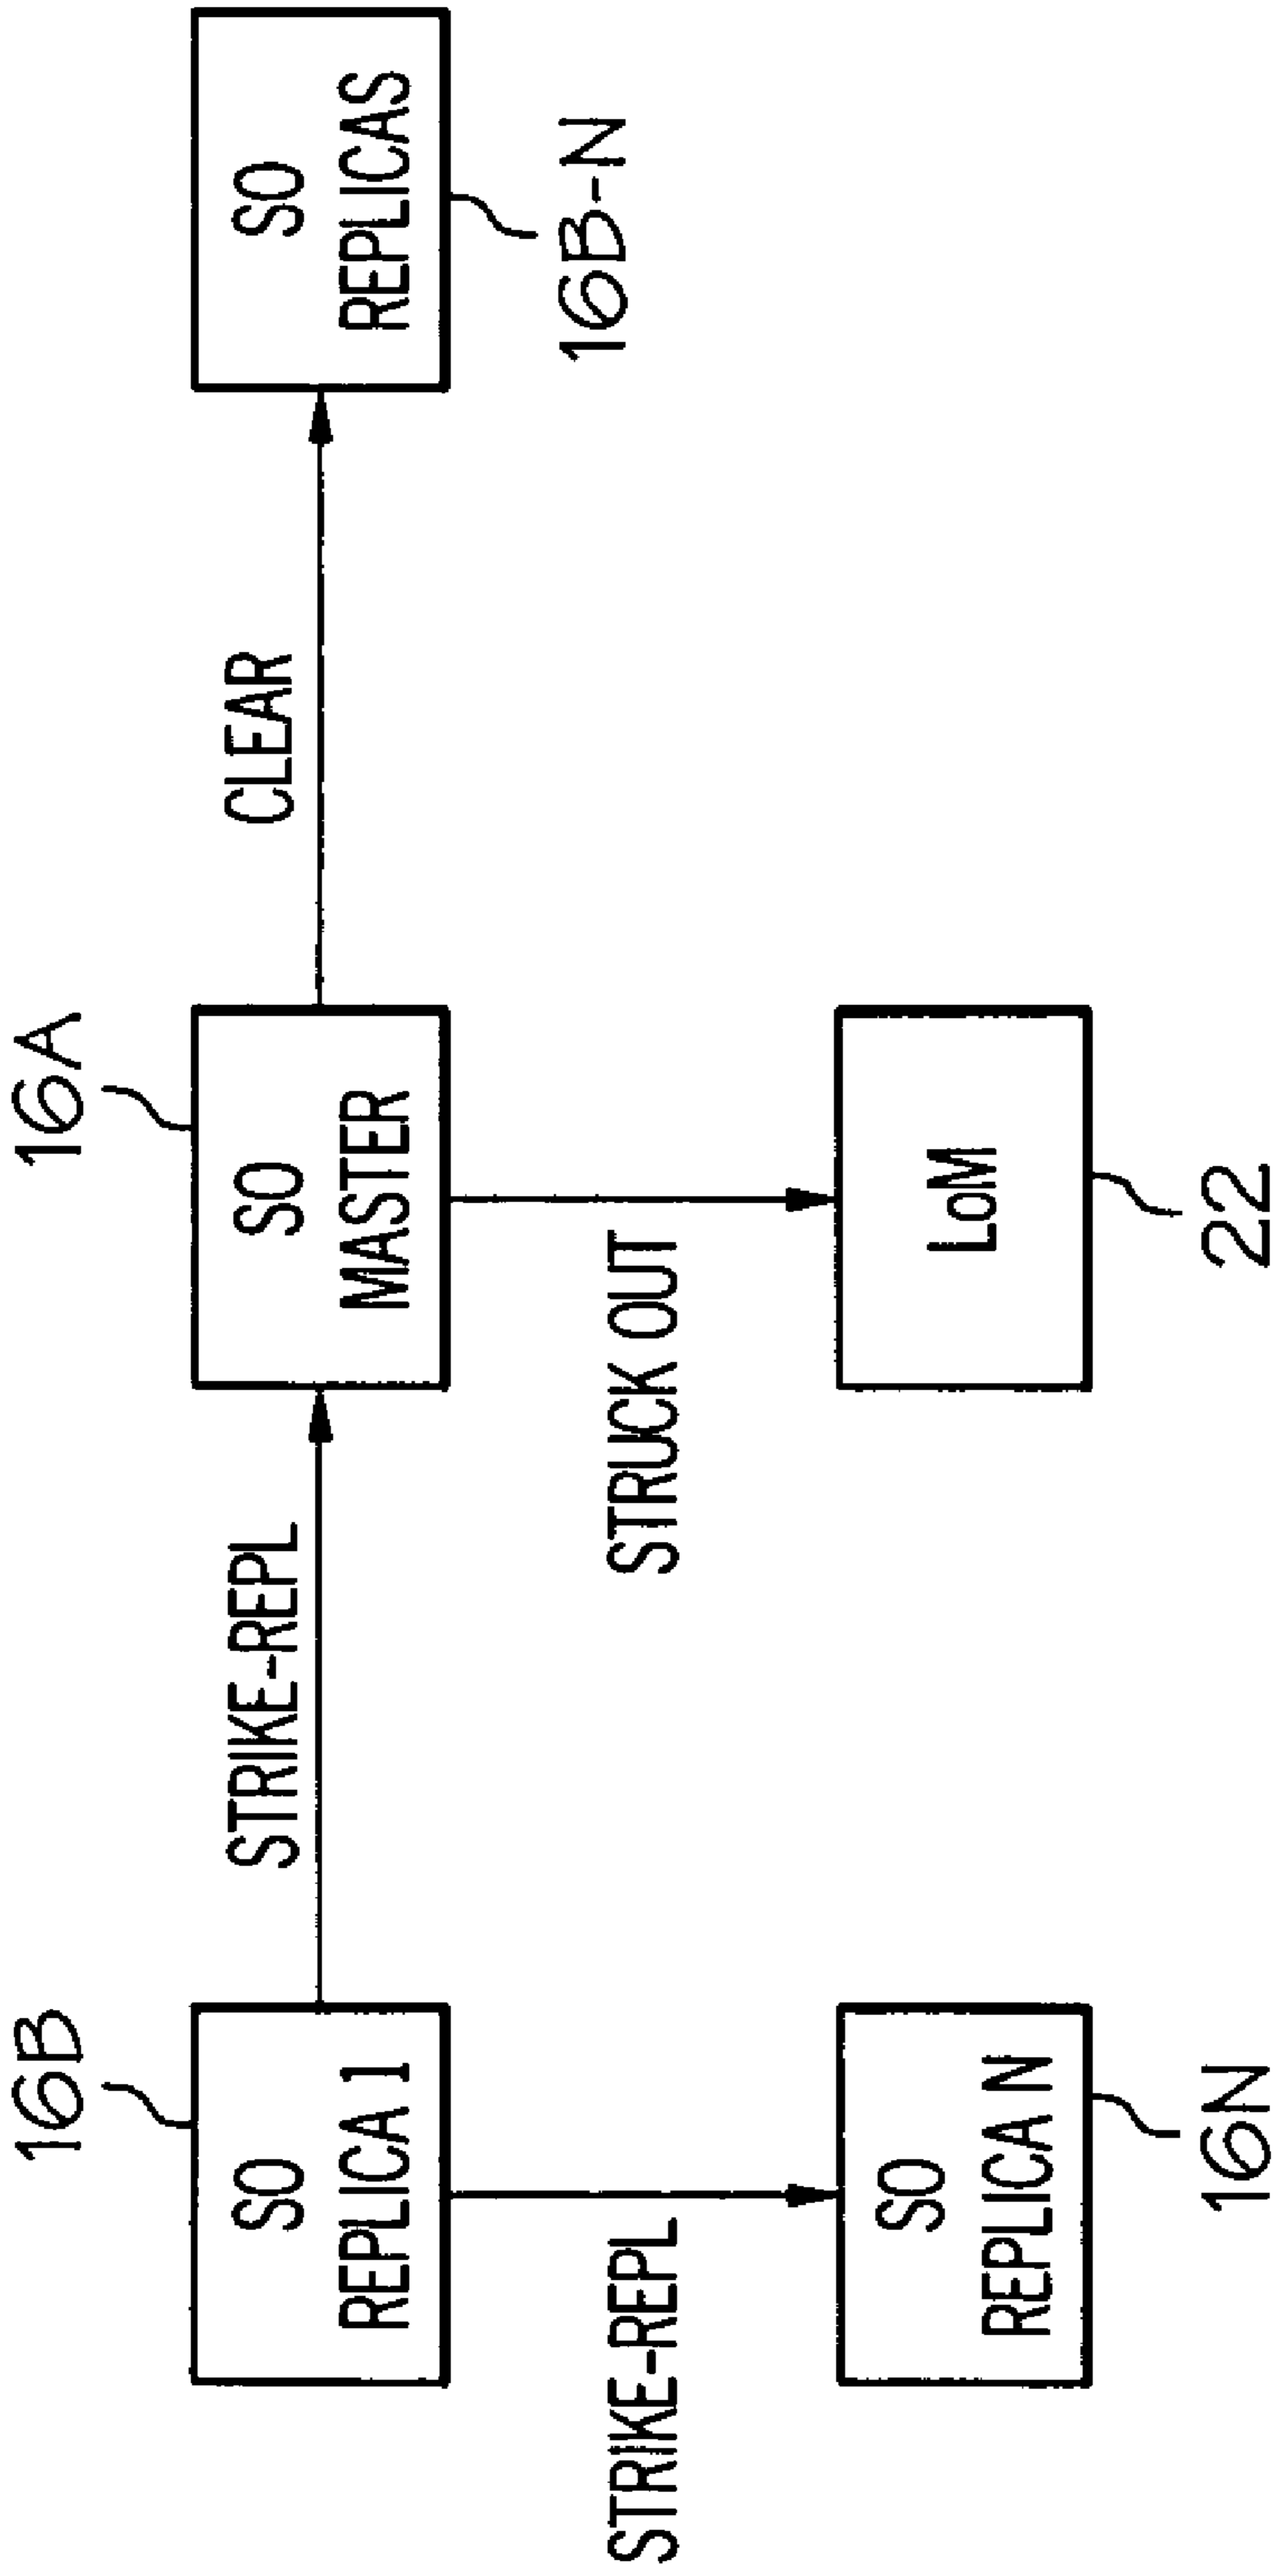 16B
16A
SO
REPLICA 1
STRIKE-REPL
SO
MASTER
CLEAR
SO
REPLICAS
16B-N
STRIKE-REPL
STRUCK OUT
SO
REPLICA N
LoM
16N
22